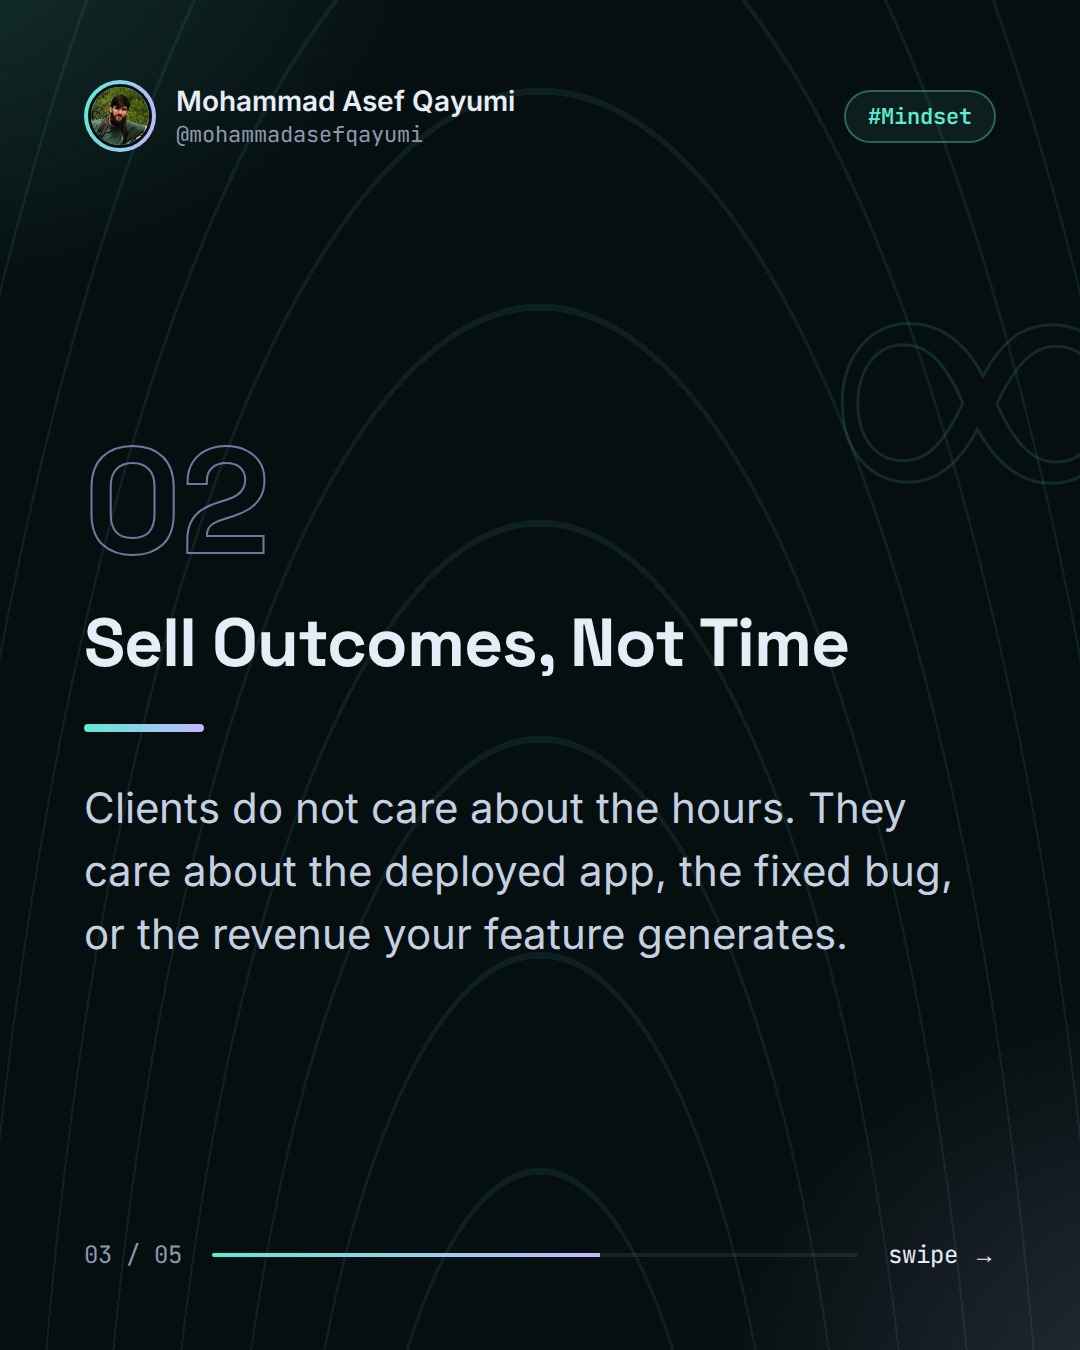 Mohammad Asef Qayumi
@mohammadasefqayumi
#Mindset
02
Sell Outcomes, Not Time
Clients do not care about the hours. They
care about the deployed app, the fixed bug,
or the revenue your feature generates.
03 / 05
swipe →